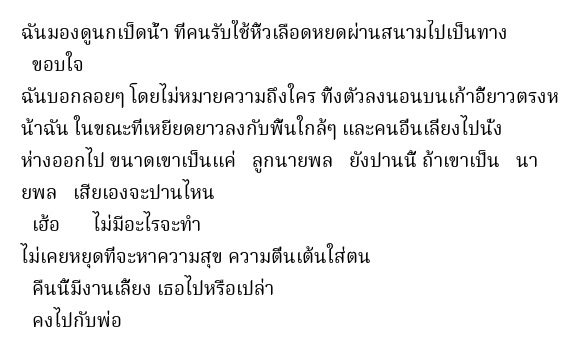 ฉันมองดูนกเป็ดน้ำ ที่คนรับใช้หิ้วเลือดหยดผ่านสนามไปเป็นทาง
ขอบใจ
ฉันบอกลอยๆ โดยไม่หมายความถึงใคร ทิ้งตัวลงนอนบนเก้าอี้ยาวตรงห
น้าฉัน ในขณะที่เหยียดยาวลงกับพื้นใกล้ๆ และคนอื่นเลี่ยงไปนั่ง
ห่างออกไป ขนาดเขาเป็นแค่   ลูกนายพล   ยังปานนี้ ถ้าเขาเป็น   นา
ยพล   เสียเองจะปานไหน
เฮ้อ      ไม่มีอะไรจะทำ
ไม่เคยหยุดที่จะหาความสุข ความตื่นเต้นใส่ตน
คืนนี้มีงานเลี้ยง เธอไปหรือเปล่า
คงไปกับพ่อ